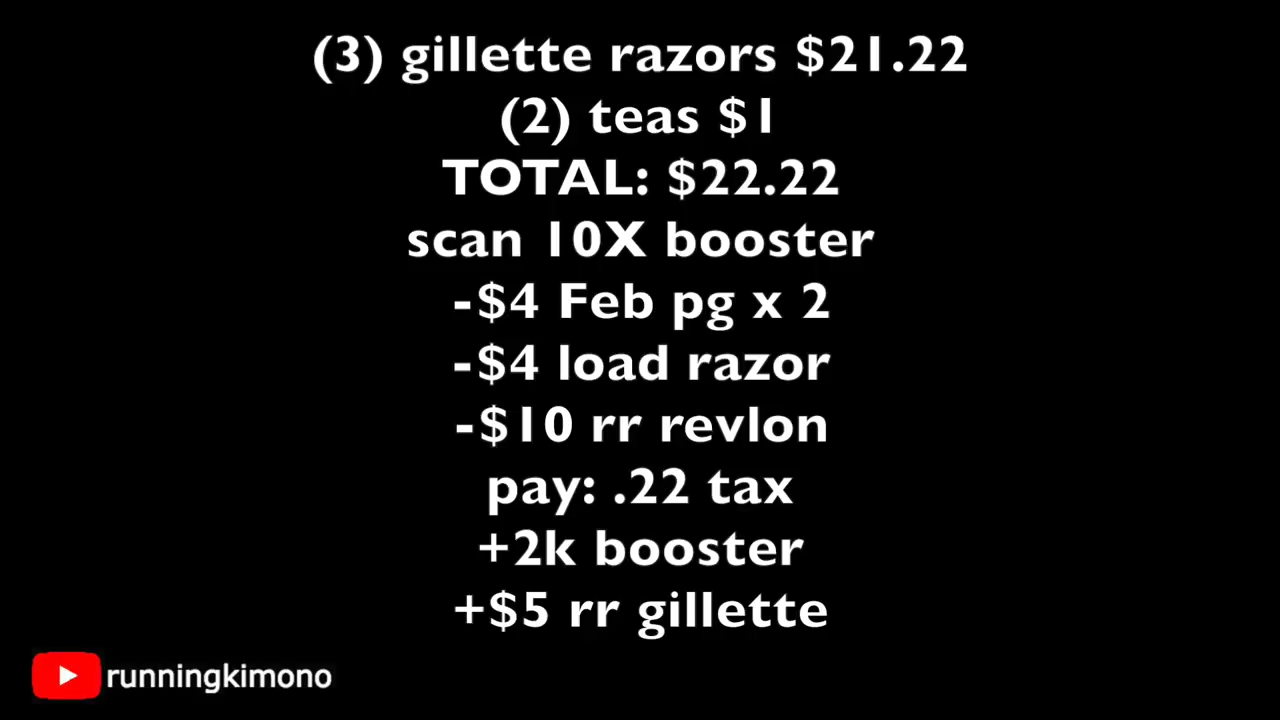 (3) gillette razors $21.22
(2) teas $1
TOTAL: $22.22
scan 10X booster
-$4 Feb pg x 2
-$4 load razor
-$10 rr revlon
pay: .22 tax
+2k booster
+$5 rr gillette
runningkimono